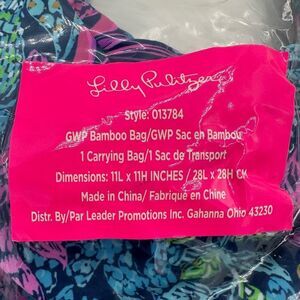 Lilly Pulitzer
Style: 013784
GWP Bamboo Bag/GWP Sac en Bambou
1 Carrying Bag/1 Sac de Transport
Dimensions: 11L x 11H INCHES / 28L x 28H CM
Made in China/ Fabriqué en Chine
Distr. By/Par Leader Promotions Inc. Gahanna Ohio 43230